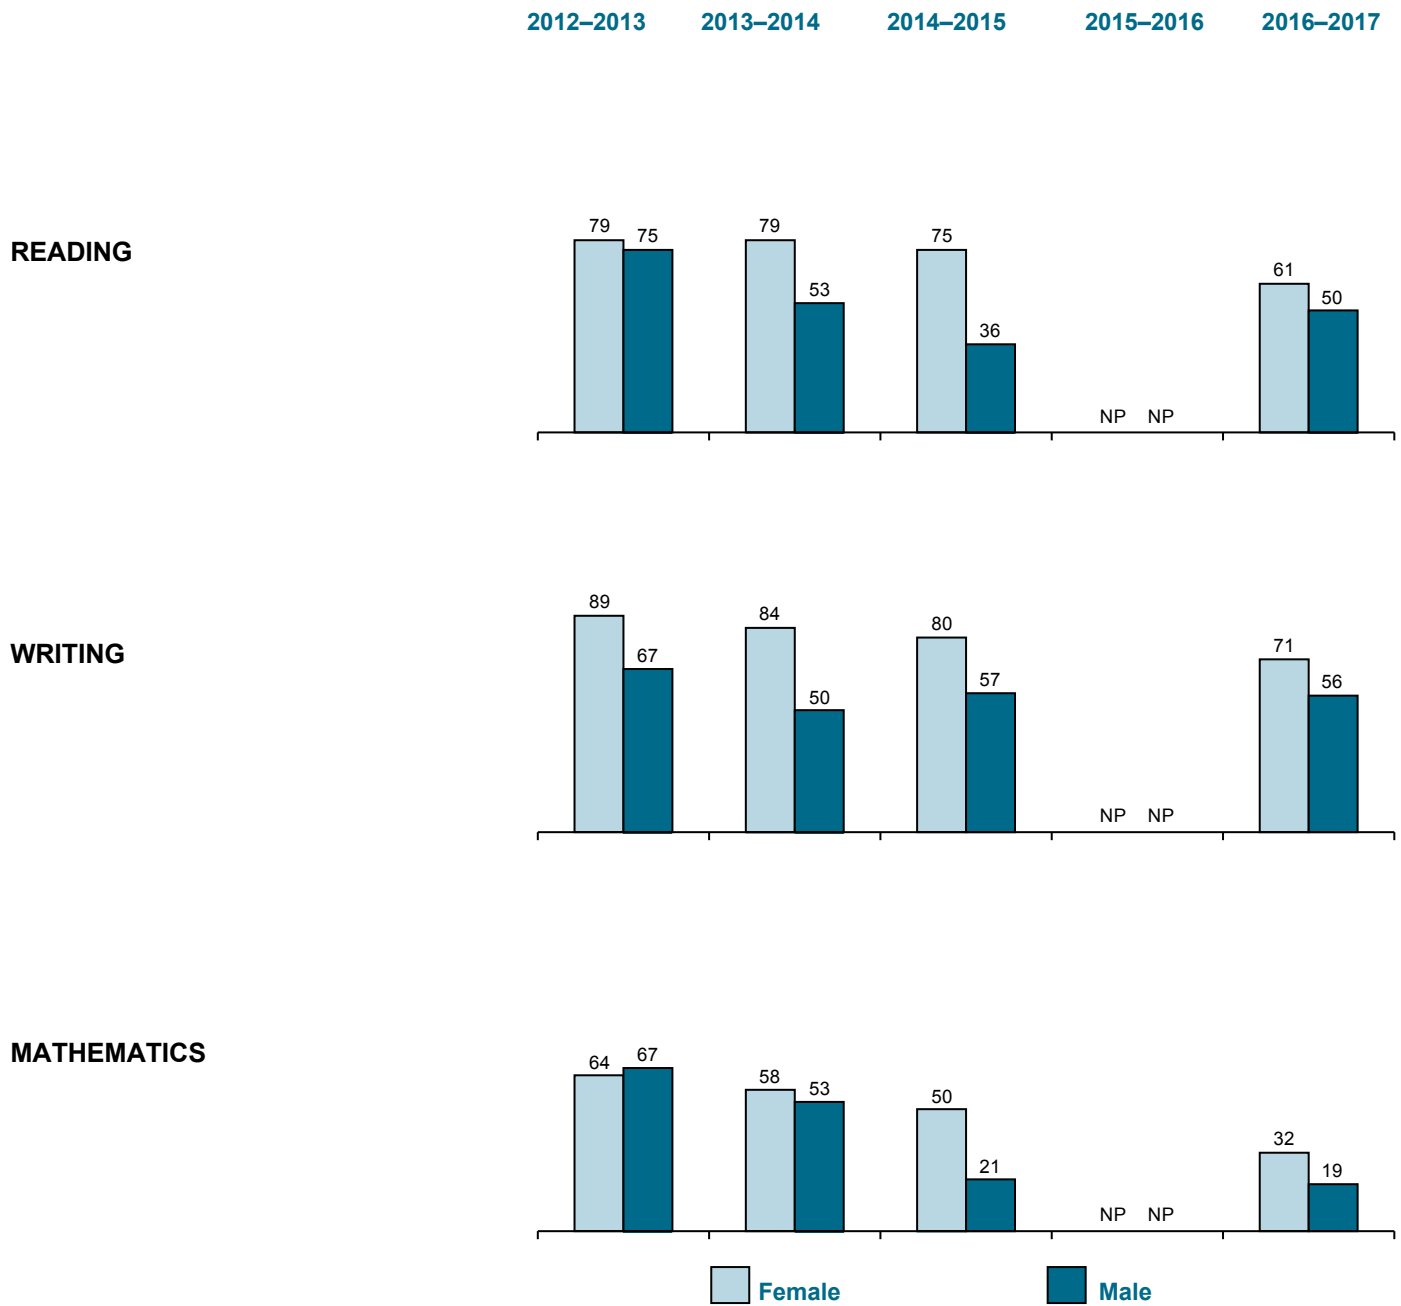 2012–2013 2013–2014 2014–2015 2015–2016 2016–2017
READING
79 75 79 53 75 36 NP NP 61 50
WRITING
89 67 84 50 80 57 NP NP 71 56
MATHEMATICS
64 67 58 53 50 21 NP NP 32 19
Female Male